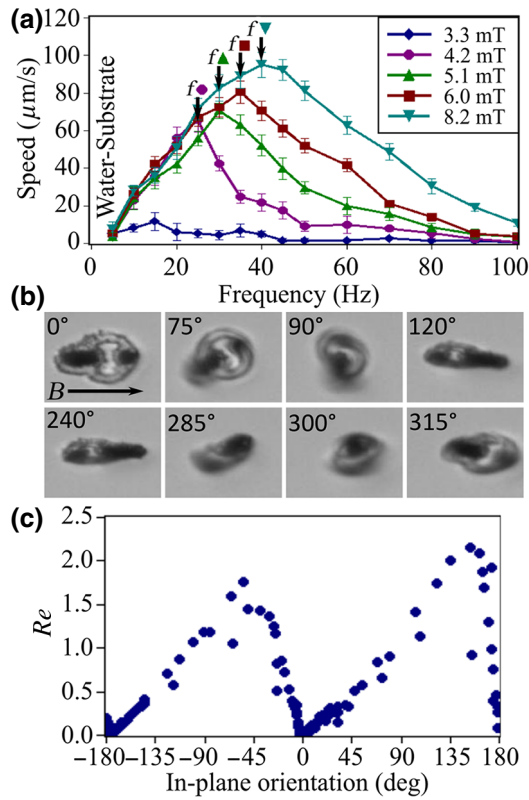 (a)
120
100
80
60
40
20
0
Speed (μm/s)
Water-Substrate
f
f
f
f
3.3 mT
4.2 mT
5.1 mT
6.0 mT
8.2 mT
0 20 40 60 80 100
Frequency (Hz)
(b)
0° 75° 90° 120°
B
240° 285° 300° 315°
(c)
2.5
2.0
1.5
1.0
0.5
0.0
Re
−180 −135 −90 −45 0 45 90 135 180
In-plane orientation (deg)